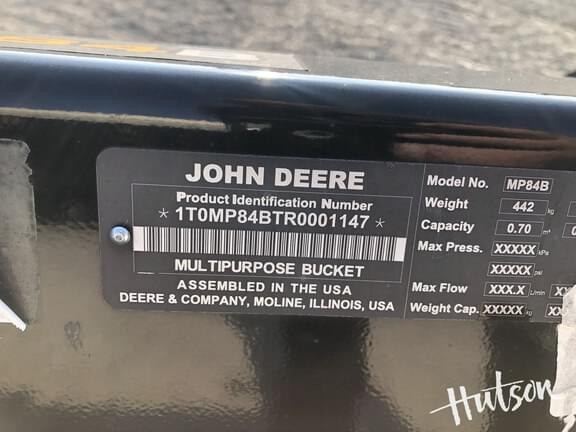 JOHN DEERE
Product Identification Number
* 1T0MP84BTR0001147 *
MULTIPURPOSE BUCKET
ASSEMBLED IN THE USA
DEERE & COMPANY, MOLINE, ILLINOIS, USA
Model No. MP84B
Weight 442 kg
Capacity 0.70 m³
Max Press. XXXXX kPa
XXXXX psi
Max Flow XXX.X L/min
Weight Cap. XXXXX kg
Hutson